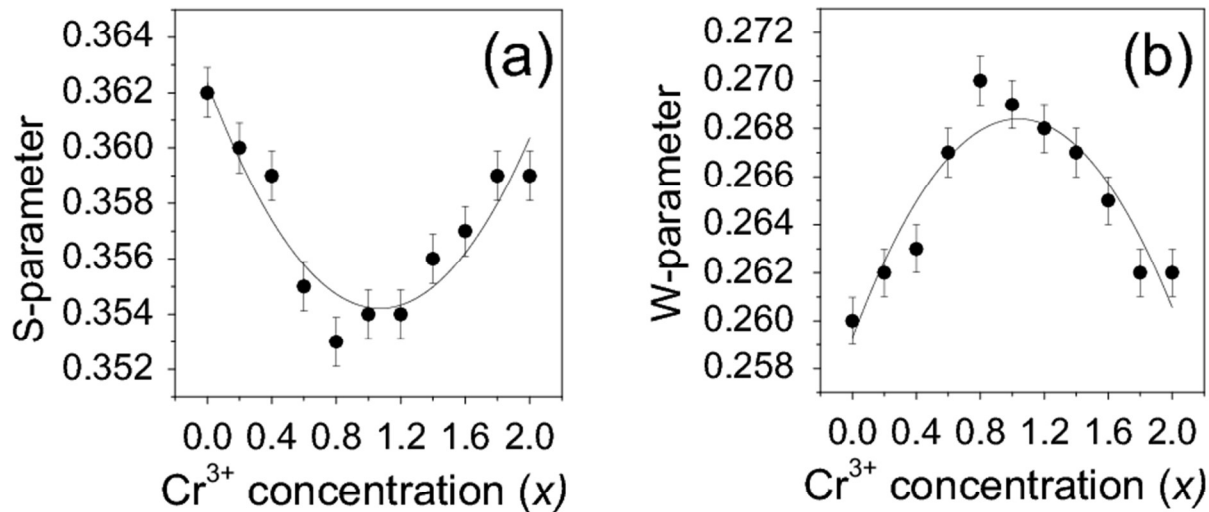 (a)
0.364
0.362
0.360
0.358
0.356
0.354
0.352
S-parameter
0.0 0.4 0.8 1.2 1.6 2.0
Cr³⁺ concentration (x)
(b)
0.272
0.270
0.268
0.266
0.264
0.262
0.260
0.258
W-parameter
0.0 0.4 0.8 1.2 1.6 2.0
Cr³⁺ concentration (x)